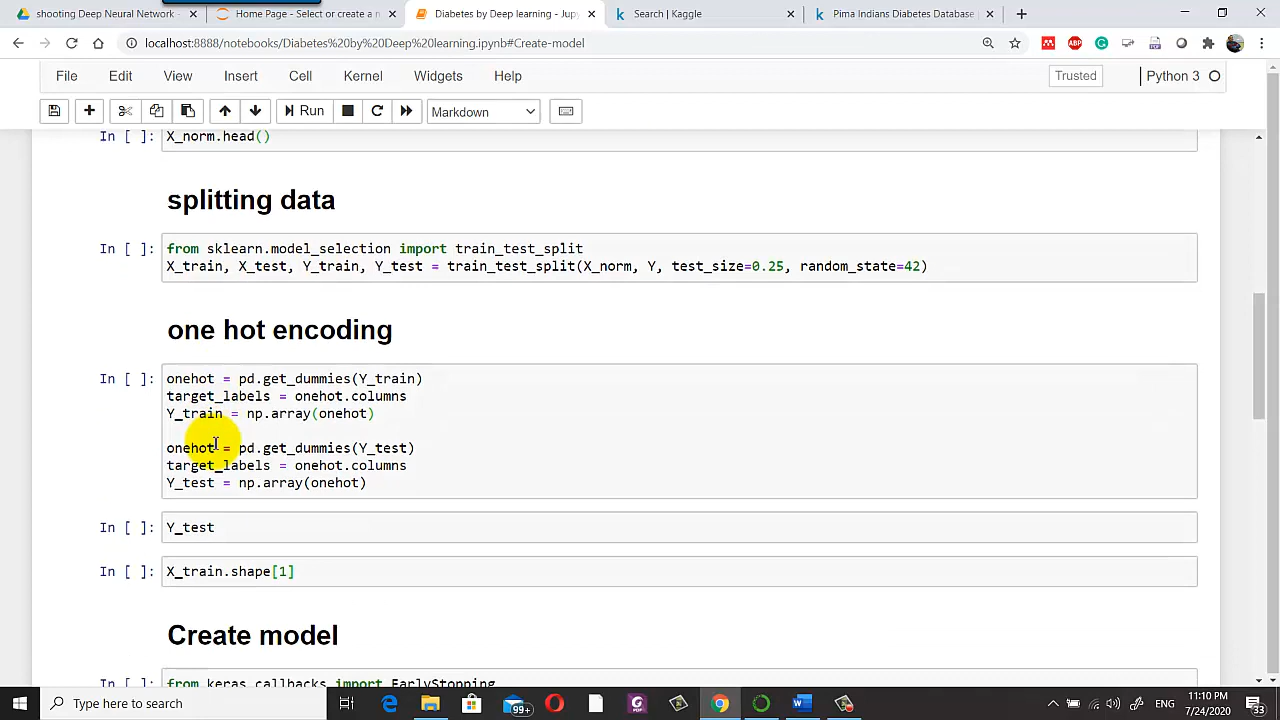 shooting Deep Neural Network -
Home Page - Select or create a n
Diabetes by Deep learning - Jup
Search | Kaggle
Pima Indians Diabetes Database |
localhost:8888/notebooks/Diabetes%20by%20Deep%20learning.ipynb#Create-model
File Edit View Insert Cell Kernel Widgets Help
Trusted
Python 3
Run
Markdown
In [ ]: X_norm.head()
splitting data
In [ ]: from sklearn.model_selection import train_test_split
X_train, X_test, Y_train, Y_test = train_test_split(X_norm, Y, test_size=0.25, random_state=42)
one hot encoding
In [ ]: onehot = pd.get_dummies(Y_train)
target_labels = onehot.columns
Y_train = np.array(onehot)
onehot = pd.get_dummies(Y_test)
target_labels = onehot.columns
Y_test = np.array(onehot)
In [ ]: Y_test
In [ ]: X_train.shape[1]
Create model
from keras.callbacks import EarlyStopping
Type here to search
99+
ENG
11:10 PM
7/24/2020
33